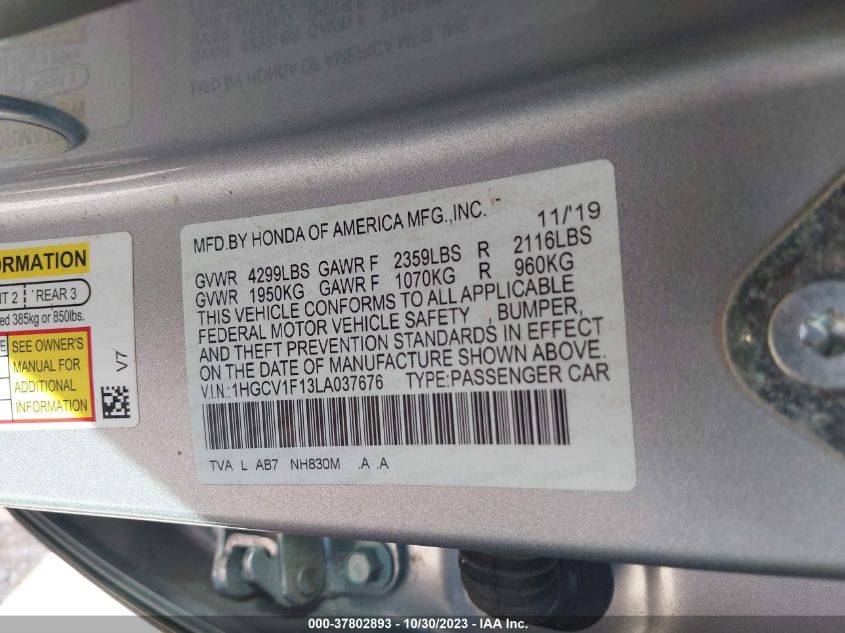 MFD.BY HONDA OF AMERICA MFG.,INC. 11/'19
GVWR 4299LBS GAWR F 2359LBS R 2116LBS
GVWR 1950KG GAWR F 1070KG R 960KG
THIS VEHICLE CONFORMS TO ALL APPLICABLE
FEDERAL MOTOR VEHICLE SAFETY , BUMPER,
AND THEFT PREVENTION STANDARDS IN EFFECT
ON THE DATE OF MANUFACTURE SHOWN ABOVE.
V.I.N.:1HGCV1F13LA037676 TYPE:PASSENGER CAR
TVA L AB7 NH830M .A .A
2 REAR 3
385kg or 850lbs.
SEE OWNER'S
MANUAL FOR
ADDITIONAL
INFORMATION
V7
000-37802893 - 10/30/2023 - IAAI Inc.